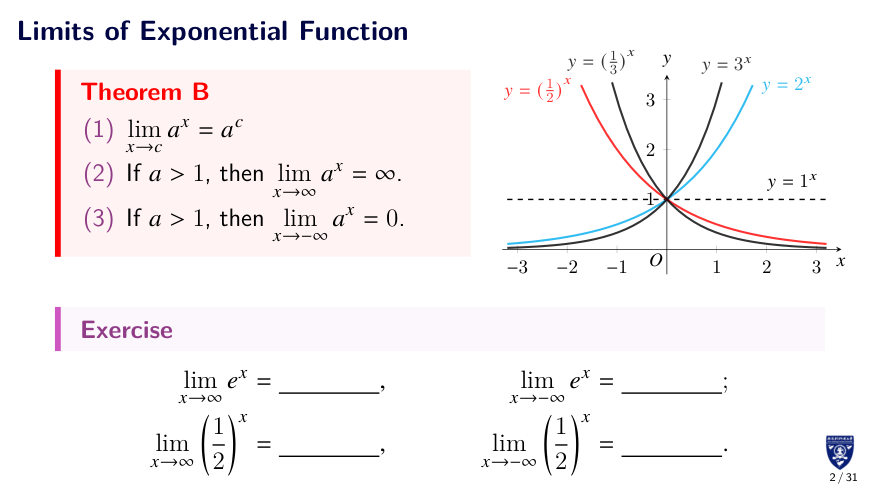 Limits of Exponential Function
Theorem B
(1) lim_{x→c} a^x = a^c
(2) If a > 1, then lim_{x→∞} a^x = ∞.
(3) If a > 1, then lim_{x→−∞} a^x = 0.
y = (1/3)^x
y
y = 3^x
y = (1/2)^x
y = 2^x
3
2
y = 1^x
1
O
x
−3 −2 −1 1 2 3
Exercise
lim_{x→∞} e^x = ________, lim_{x→−∞} e^x = ________;
lim_{x→∞} (1/2)^x = ________, lim_{x→−∞} (1/2)^x = ________.
2 / 31